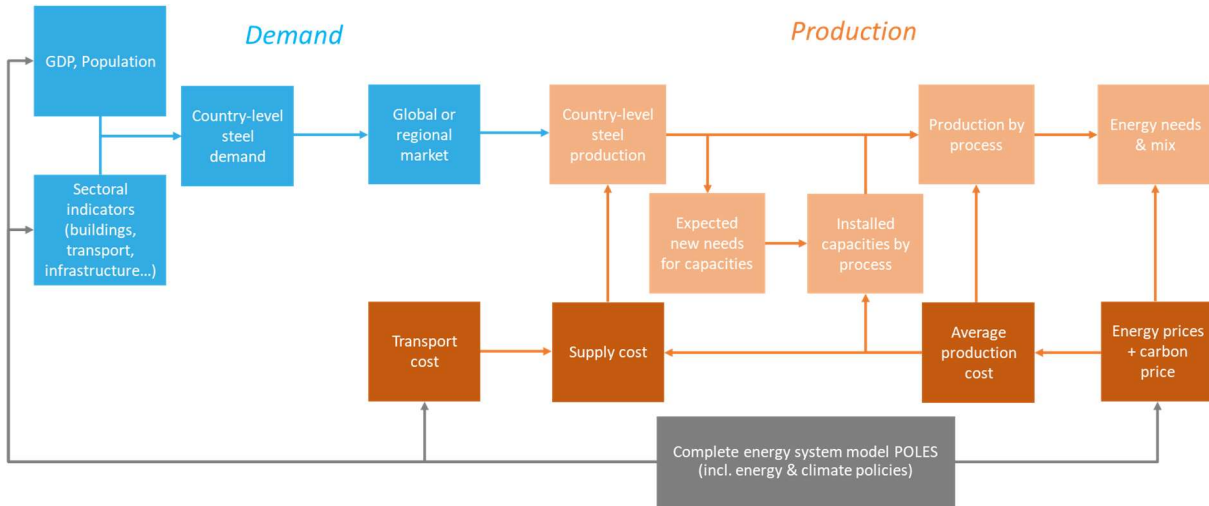 Demand
Production
GDP, Population
Country-level
steel
demand
Global or
regional
market
Country-level
steel
production
Production by
process
Energy needs
& mix
Sectoral
indicators
(buildings,
transport,
infrastructure…)
Expected
new needs
for capacities
Installed
capacities by
process
Transport
cost
Supply cost
Average
production
cost
Energy prices
+ carbon
price
Complete energy system model POLES
(incl. energy & climate policies)